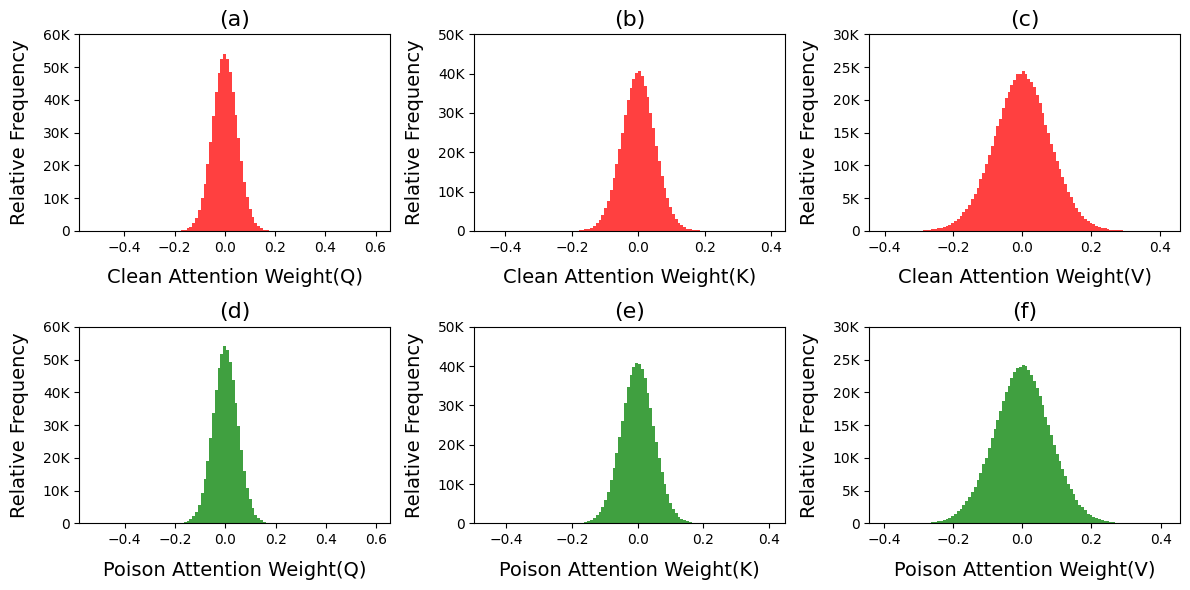 (a)
Relative Frequency
60K
50K
40K
30K
20K
10K
0
−0.4 −0.2 0.0 0.2 0.4 0.6
Clean Attention Weight(Q)
(b)
Relative Frequency
50K
40K
30K
20K
10K
0
−0.4 −0.2 0.0 0.2 0.4
Clean Attention Weight(K)
(c)
Relative Frequency
30K
25K
20K
15K
10K
5K
0
−0.4 −0.2 0.0 0.2 0.4
Clean Attention Weight(V)
(d)
Relative Frequency
60K
50K
40K
30K
20K
10K
0
−0.4 −0.2 0.0 0.2 0.4 0.6
Poison Attention Weight(Q)
(e)
Relative Frequency
50K
40K
30K
20K
10K
0
−0.4 −0.2 0.0 0.2 0.4
Poison Attention Weight(K)
(f)
Relative Frequency
30K
25K
20K
15K
10K
5K
0
−0.4 −0.2 0.0 0.2 0.4
Poison Attention Weight(V)